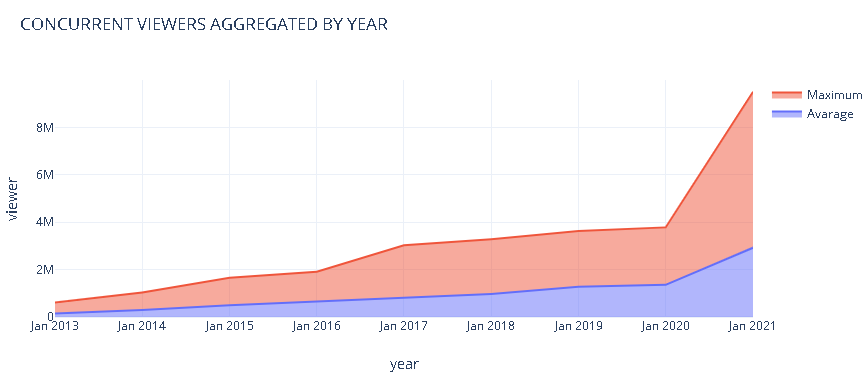 CONCURRENT VIEWERS AGGREGATED BY YEAR
Maximum
Avarage
8M
6M
4M
2M
0
viewer
Jan 2013 Jan 2014 Jan 2015 Jan 2016 Jan 2017 Jan 2018 Jan 2019 Jan 2020 Jan 2021
year